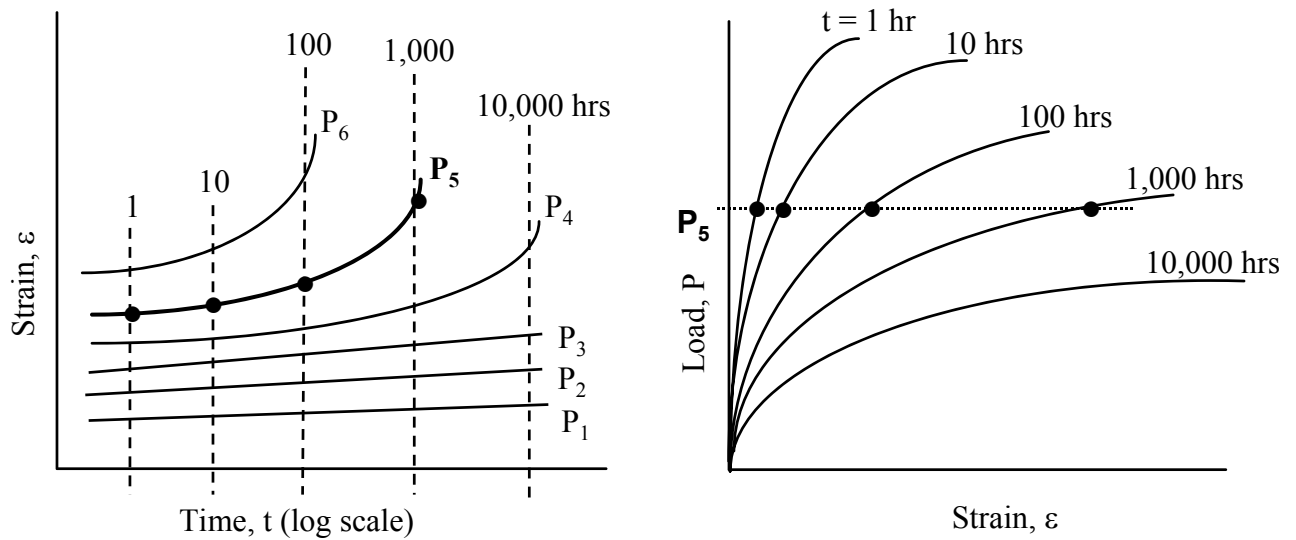 100
1,000
10,000 hrs
P6
10
P5
1
P4
P3
P2
P1
Strain, ε
Time, t (log scale)
t = 1 hr
10 hrs
100 hrs
1,000 hrs
P5
10,000 hrs
Load, P
Strain, ε